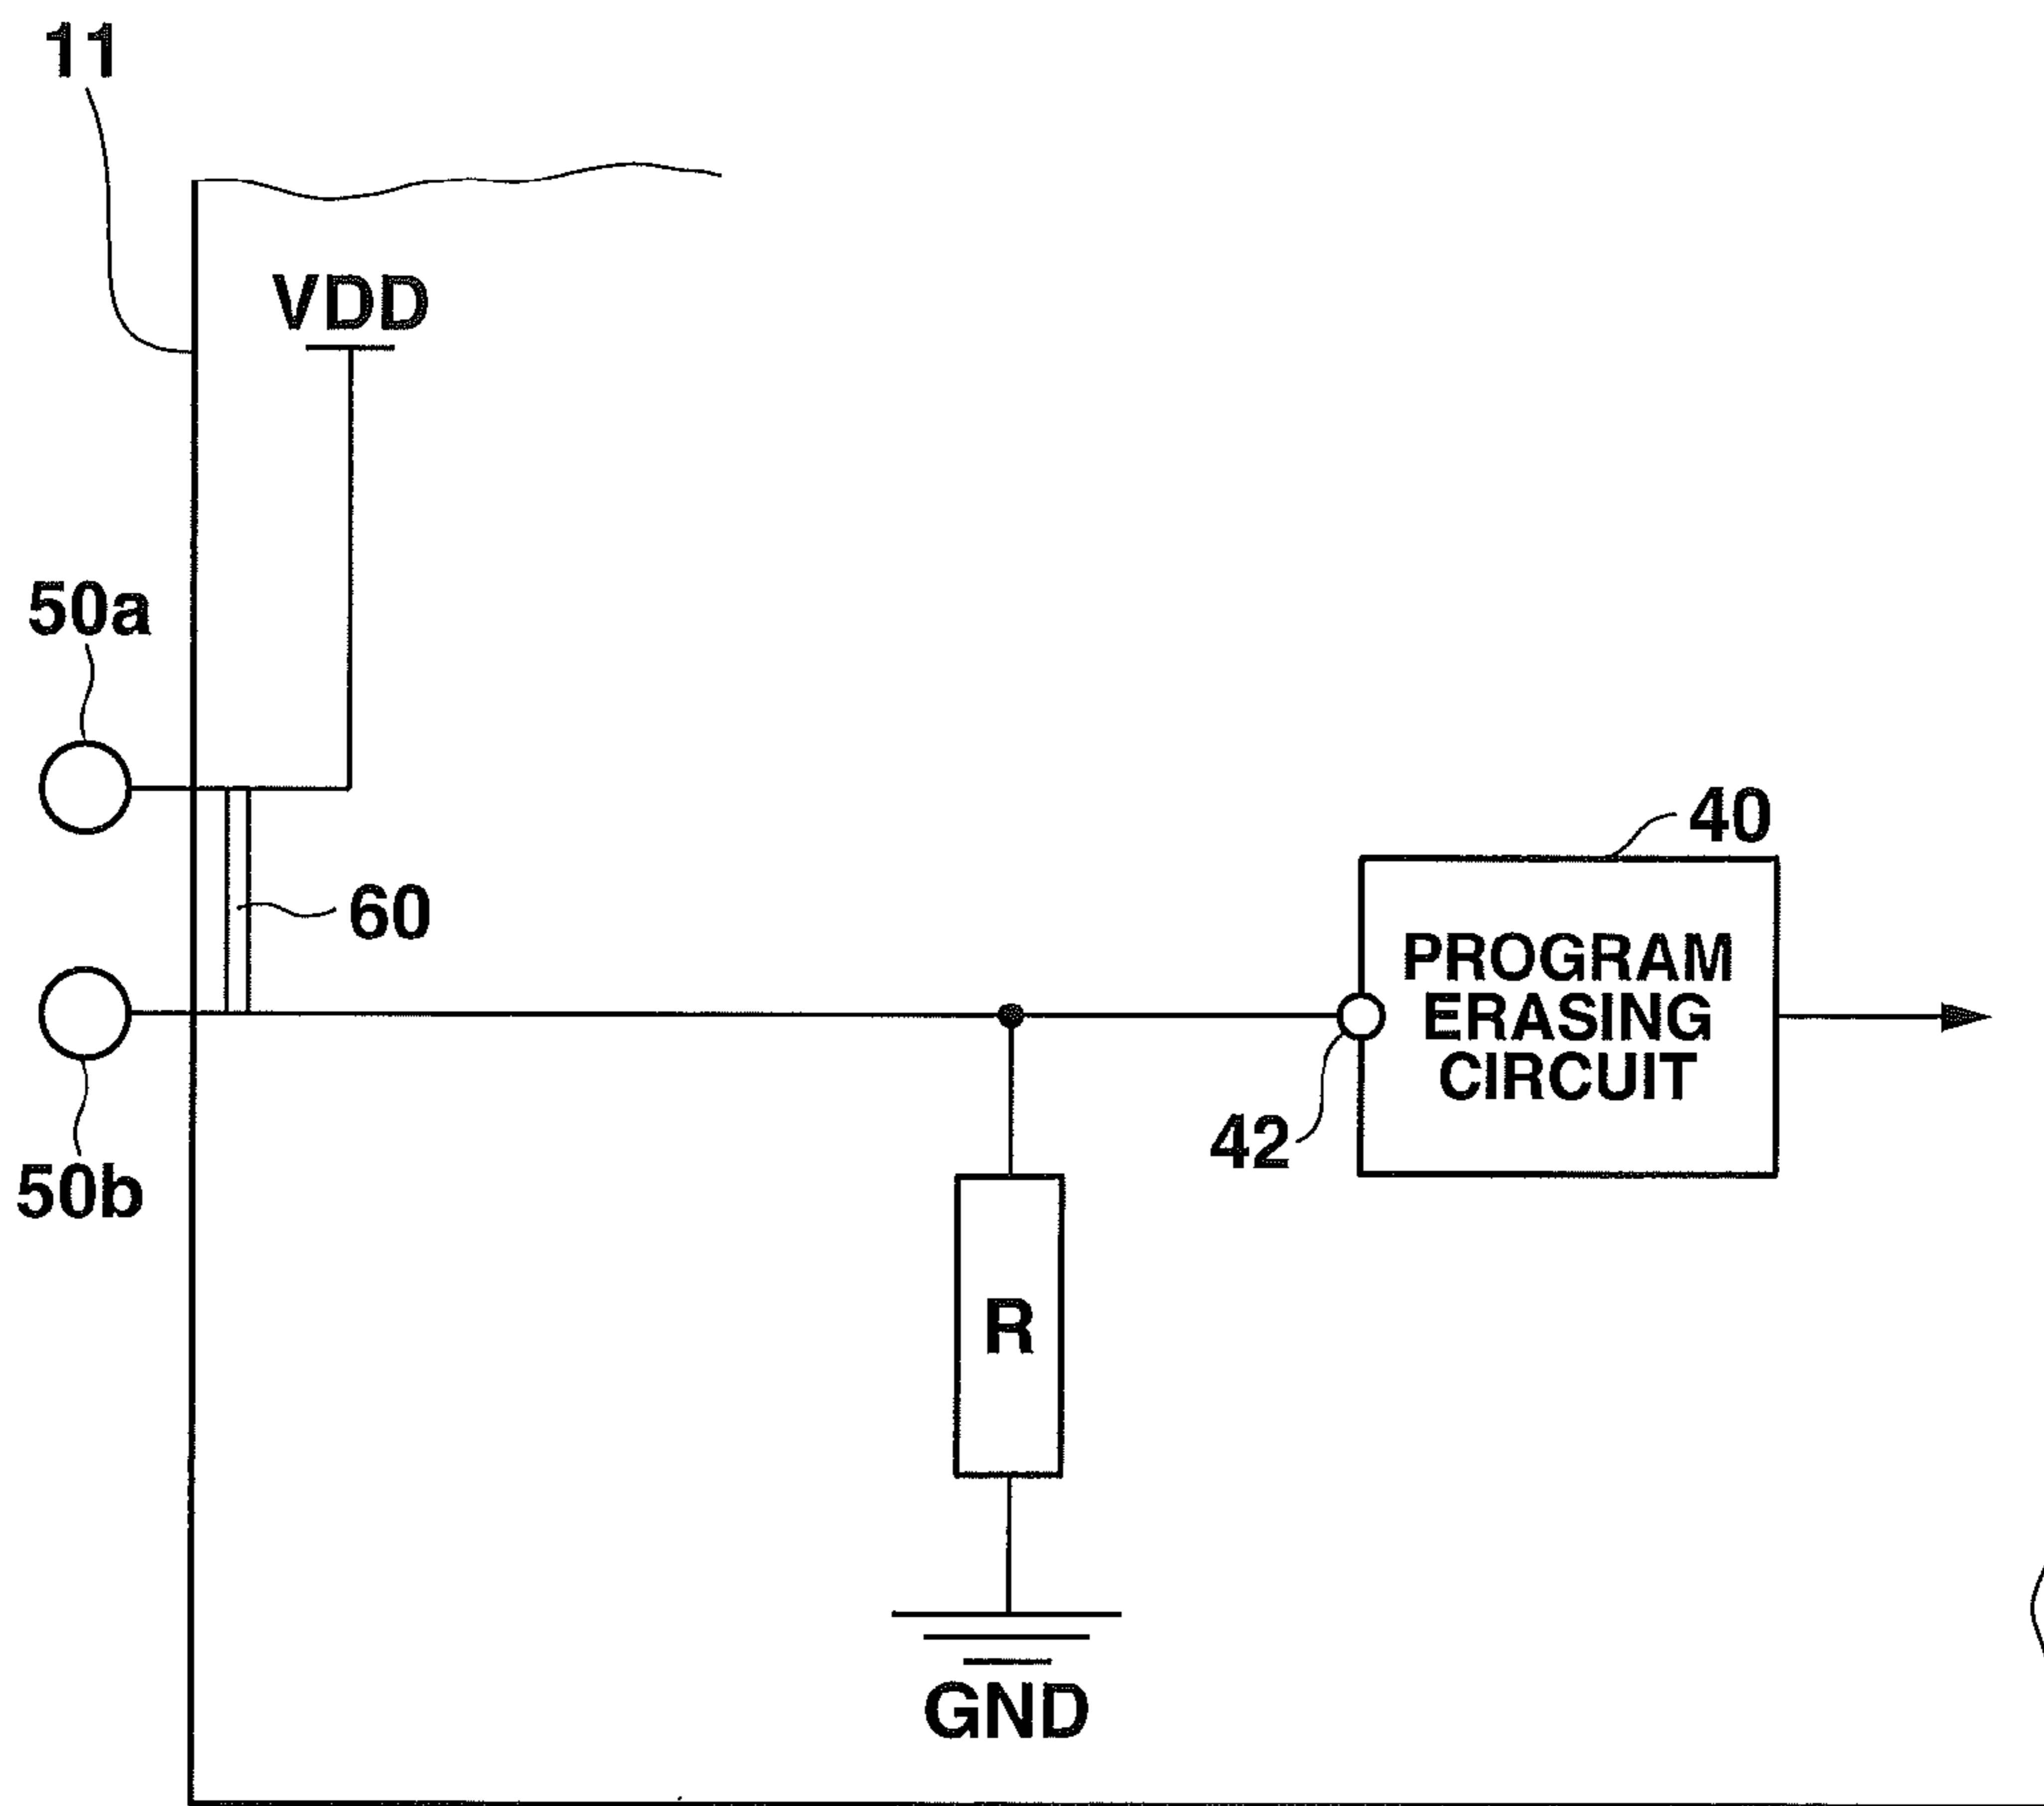 11
VDD
50a
60
40
PROGRAM
ERASING
CIRCUIT
42
50b
R
GND